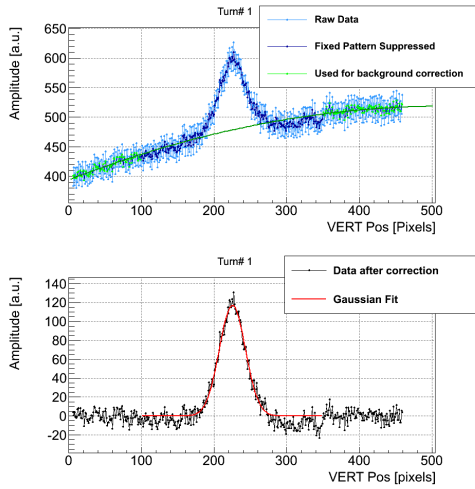 Turn# 1
Raw Data
Fixed Pattern Suppressed
Used for background correction
Amplitude [a.u.]
650
600
550
500
450
400
0 100 200 300 400 500
VERT Pos [Pixels]
Turn# 1
Data after correction
Gaussian Fit
Amplitude [a.u.]
140
120
100
80
60
40
20
0
-20
0 100 200 300 400 500
VERT Pos [pixels]